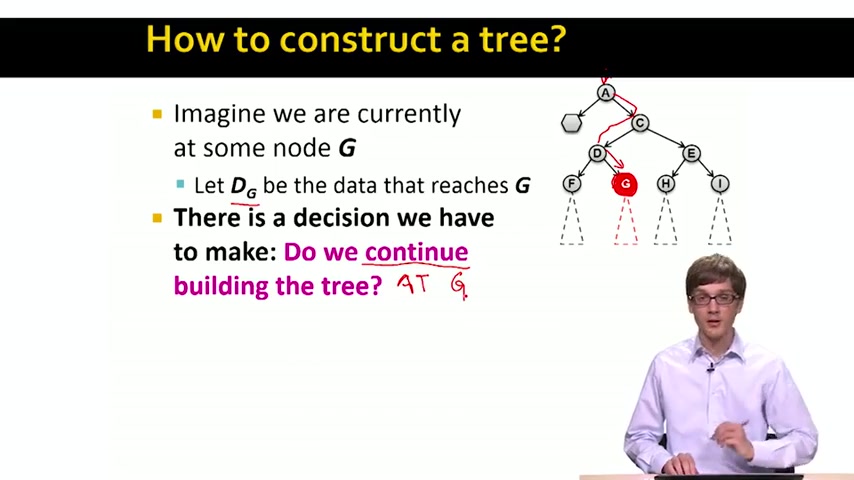 How to construct a tree?
Imagine we are currently
at some node G
Let D_G be the data that reaches G
There is a decision we have
to make: Do we continue
building the tree? AT G
A
C
D
E
F
G
H
I